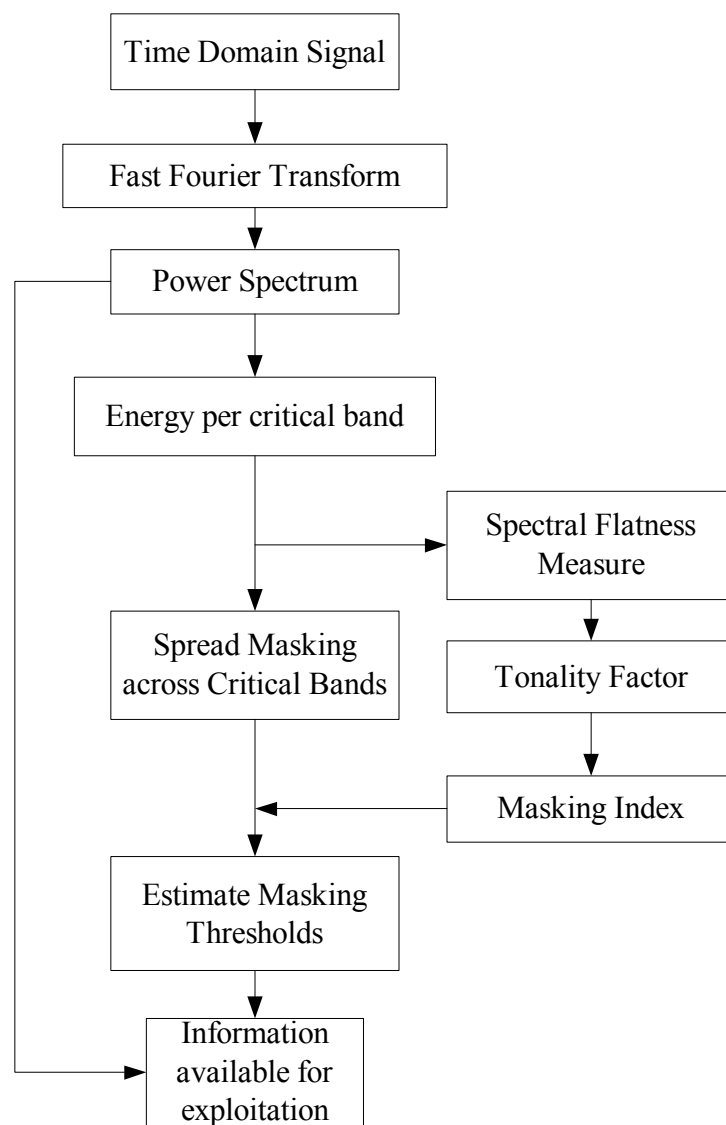 Time Domain Signal
Fast Fourier Transform
Power Spectrum
Energy per critical band
Spectral Flatness
Measure
Spread Masking
across Critical Bands
Tonality Factor
Masking Index
Estimate Masking
Thresholds
Information
available for
exploitation